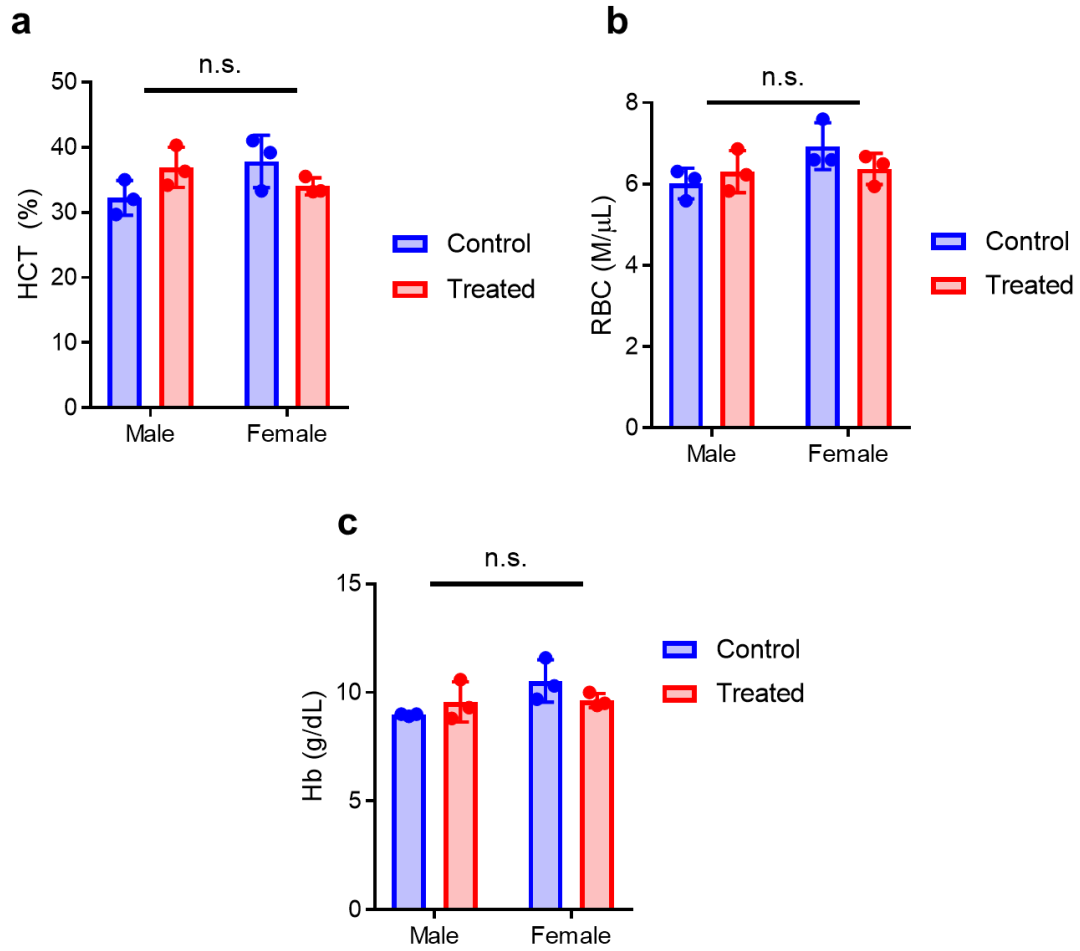 a
n.s.
50
40
30
20
10
0
HCT (%)
Male Female
Control
Treated
b
n.s.
8
6
4
2
0
RBC (M/μL)
Male Female
Control
Treated
c
n.s.
15
10
5
0
Hb (g/dL)
Male Female
Control
Treated